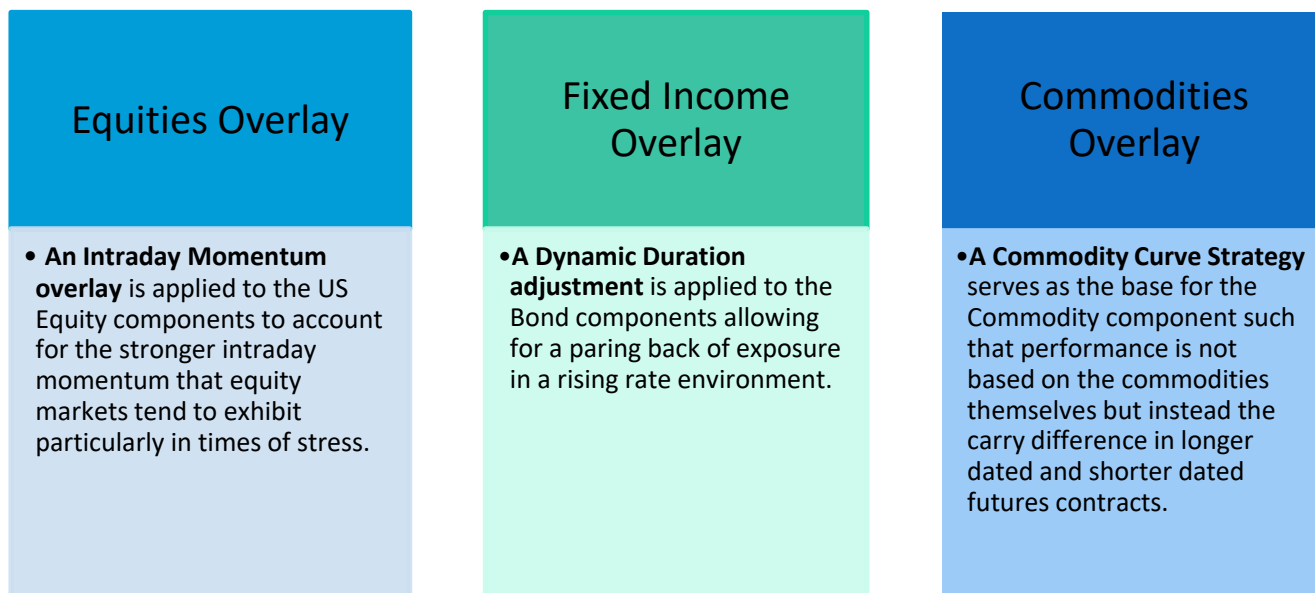 Equities Overlay
• An Intraday Momentum
overlay is applied to the US
Equity components to account
for the stronger intraday
momentum that equity
markets tend to exhibit
particularly in times of stress.
Fixed Income
Overlay
•A Dynamic Duration
adjustment is applied to the
Bond components allowing
for a paring back of exposure
in a rising rate environment.
Commodities
Overlay
•A Commodity Curve Strategy
serves as the base for the
Commodity component such
that performance is not
based on the commodities
themselves but instead the
carry difference in longer
dated and shorter dated
futures contracts.